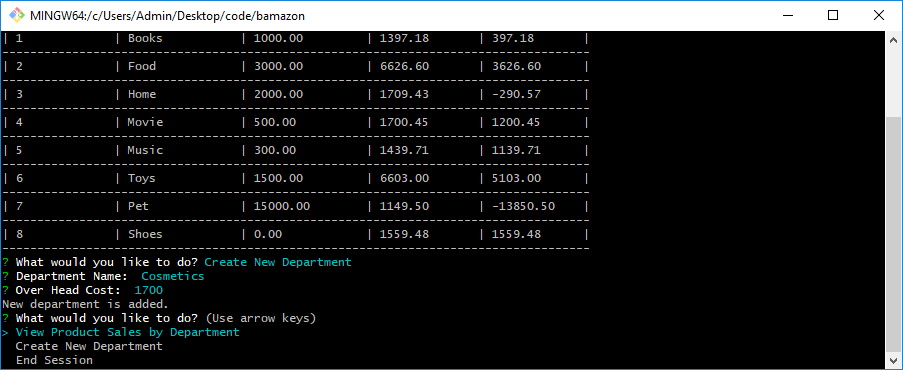 MINGW64:/c/Users/Admin/Desktop/code/bamazon
| 1 | Books | 1000.00 | 1397.18 | 397.18 |
--------------------------------------------------------------------------------
| 2 | Food | 3000.00 | 6626.60 | 3626.60 |
--------------------------------------------------------------------------------
| 3 | Home | 2000.00 | 1709.43 | -290.57 |
--------------------------------------------------------------------------------
| 4 | Movie | 500.00 | 1700.45 | 1200.45 |
--------------------------------------------------------------------------------
| 5 | Music | 300.00 | 1439.71 | 1139.71 |
--------------------------------------------------------------------------------
| 6 | Toys | 1500.00 | 6603.00 | 5103.00 |
--------------------------------------------------------------------------------
| 7 | Pet | 15000.00 | 1149.50 | -13850.50 |
--------------------------------------------------------------------------------
| 8 | Shoes | 0.00 | 1559.48 | 1559.48 |
--------------------------------------------------------------------------------
? What would you like to do? Create New Department
? Department Name: Cosmetics
? Over Head Cost: 1700
New department is added.
? What would you like to do? (Use arrow keys)
> View Product Sales by Department
Create New Department
End Session